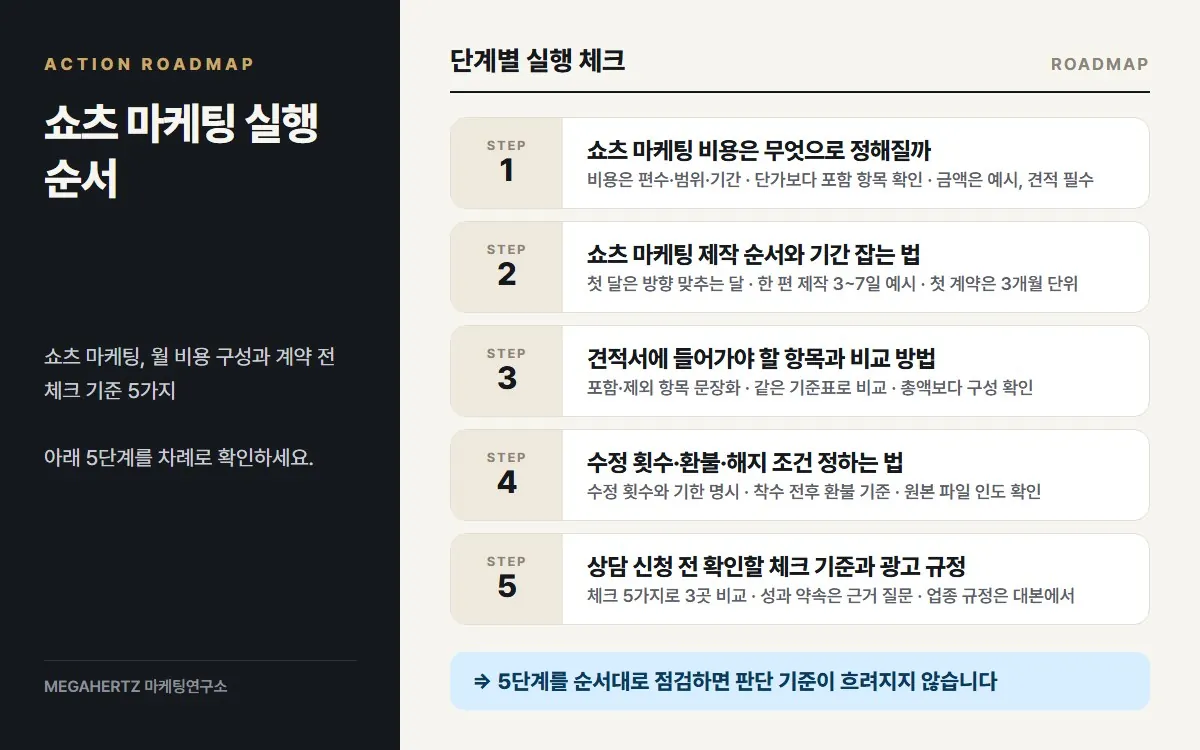 ACTION ROADMAP
쇼츠 마케팅 실행
순서
쇼츠 마케팅, 월 비용 구성과 계약 전
체크 기준 5가지
아래 5단계를 차례로 확인하세요.
MEGAHERTZ 마케팅연구소
단계별 실행 체크
ROADMAP
STEP
1
쇼츠 마케팅 비용은 무엇으로 정해질까
비용은 편수·범위·기간 · 단가보다 포함 항목 확인 · 금액은 예시, 견적 필수
STEP
2
쇼츠 마케팅 제작 순서와 기간 잡는 법
첫 달은 방향 맞추는 달 · 한 편 제작 3~7일 예시 · 첫 계약은 3개월 단위
STEP
3
견적서에 들어가야 할 항목과 비교 방법
포함·제외 항목 문장화 · 같은 기준표로 비교 · 총액보다 구성 확인
STEP
4
수정 횟수·환불·해지 조건 정하는 법
수정 횟수와 기한 명시 · 착수 전후 환불 기준 · 원본 파일 인도 확인
STEP
5
상담 신청 전 확인할 체크 기준과 광고 규정
체크 5가지로 3곳 비교 · 성과 약속은 근거 질문 · 업종 규정은 대본에서
→ 5단계를 순서대로 점검하면 판단 기준이 흐려지지 않습니다